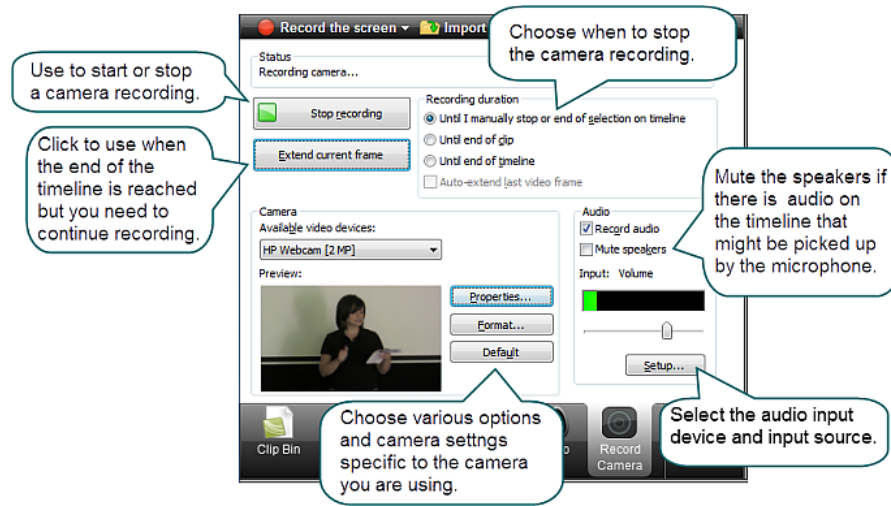 Record the screen
Import
Choose when to stop
the camera recording.
Status
Recording camera...
Use to start or stop
a camera recording.
Stop recording
Extend current frame
Recording duration
Until I manually stop or end of selection on timeline
Until end of clip
Until end of timeline
Auto-extend last video frame
Click to use when
the end of the
timeline is reached
but you need to
continue recording.
Mute the speakers if
there is audio on
the timeline that
might be picked up
by the microphone.
Camera
Available video devices:
HP Webcam [2 MP]
Preview:
Properties...
Format...
Default
Audio
Record audio
Mute speakers
Input: Volume
Setup...
Choose various options
and camera settngs
specific to the camera
you are using.
Select the audio input
device and input source.
Clip Bin
Record
Camera